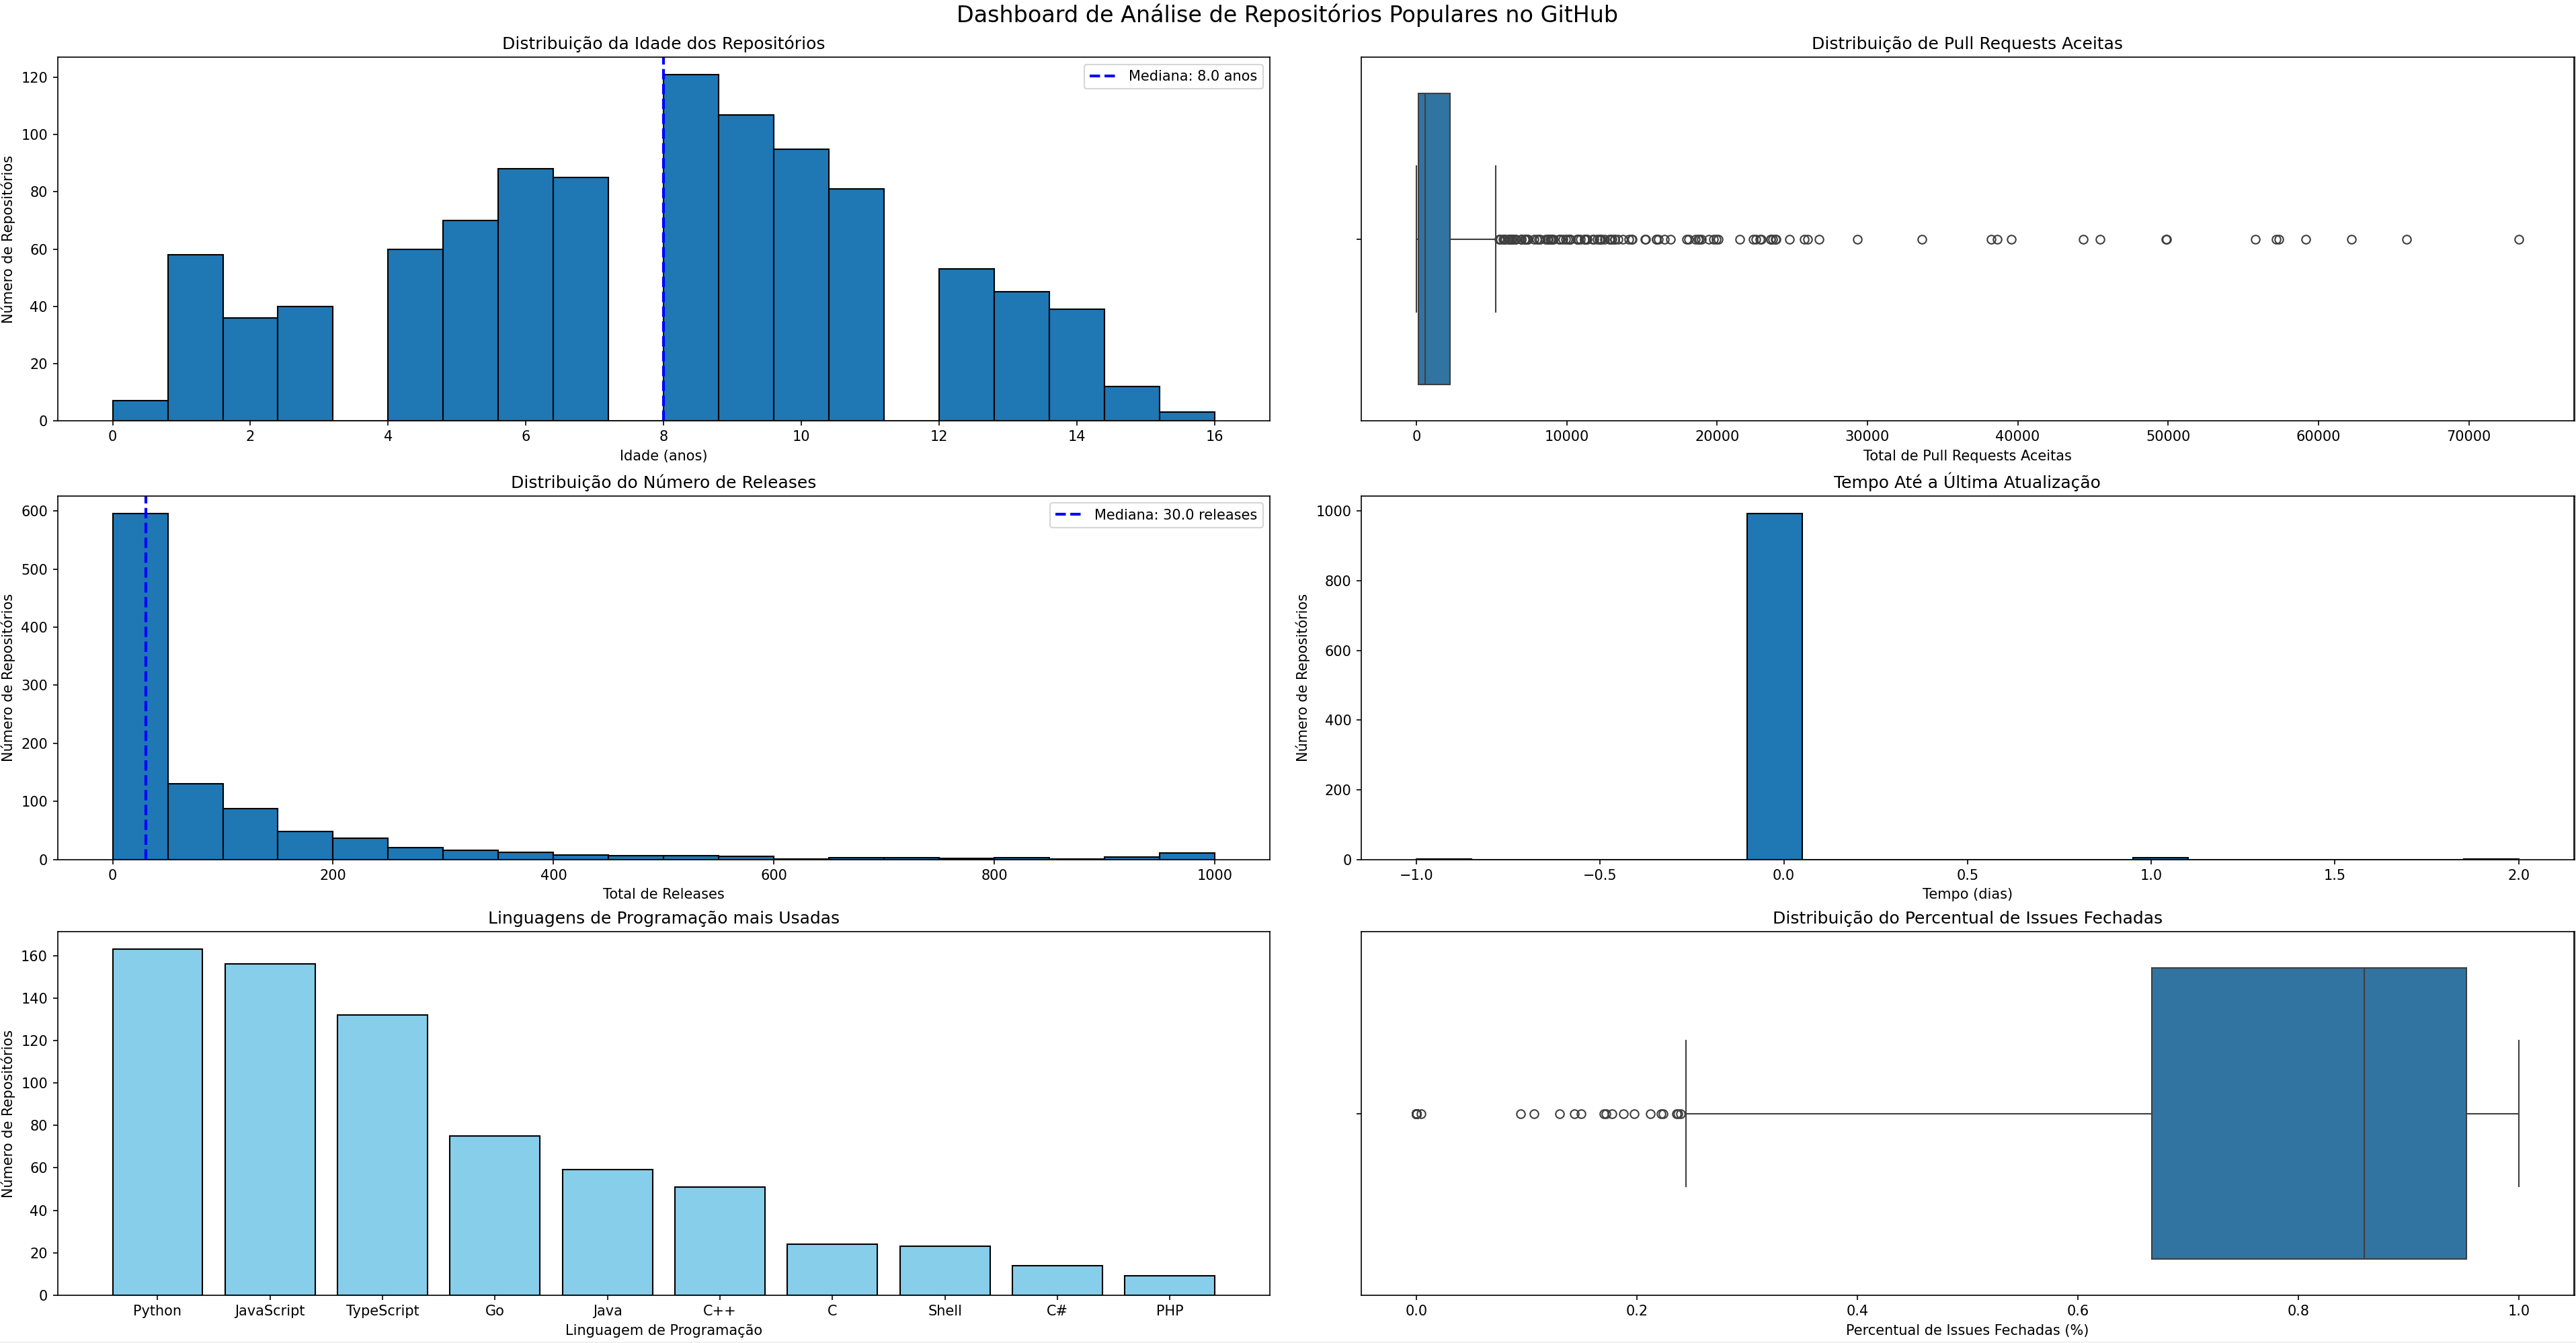 Dashboard de Análise de Repositórios Populares no GitHub
Distribuição da Idade dos Repositórios
Número de Repositórios
120
100
80
60
40
20
0
Mediana: 8.0 anos
0 2 4 6 8 10 12 14 16
Idade (anos)
Distribuição de Pull Requests Aceitas
0 10000 20000 30000 40000 50000 60000 70000
Total de Pull Requests Aceitas
Distribuição do Número de Releases
Número de Repositórios
600
500
400
300
200
100
0
Mediana: 30.0 releases
0 200 400 600 800 1000
Total de Releases
Tempo Até a Última Atualização
Número de Repositórios
1000
800
600
400
200
0
−1.0 −0.5 0.0 0.5 1.0 1.5 2.0
Tempo (dias)
Linguagens de Programação mais Usadas
Número de Repositórios
160
140
120
100
80
60
40
20
0
Python JavaScript TypeScript Go Java C++ C Shell C# PHP
Linguagem de Programação
Distribuição do Percentual de Issues Fechadas
0.0 0.2 0.4 0.6 0.8 1.0
Percentual de Issues Fechadas (%)